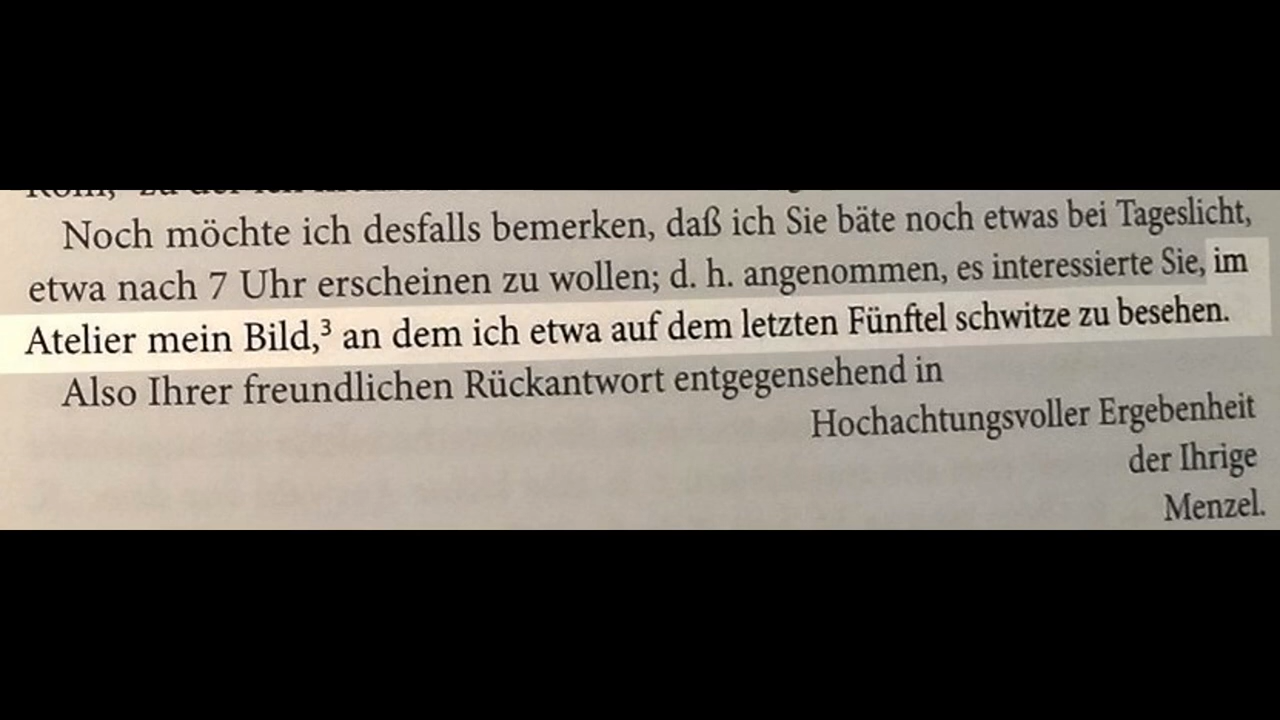 Noch möchte ich desfalls bemerken, daß ich Sie bäte noch etwas bei Tageslicht,
etwa nach 7 Uhr erscheinen zu wollen; d. h. angenommen, es interessierte Sie, im
Atelier mein Bild,³ an dem ich etwa auf dem letzten Fünftel schwitze zu besehen.
Also Ihrer freundlichen Rückantwort entgegensehend in
Hochachtungsvoller Ergebenheit
der Ihrige
Menzel.